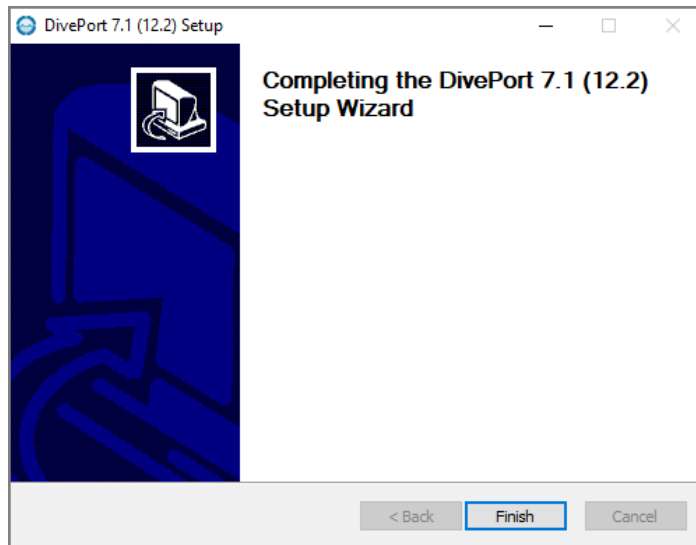 DivePort 7.1 (12.2) Setup
Completing the DivePort 7.1 (12.2)
Setup Wizard
< Back
Finish
Cancel